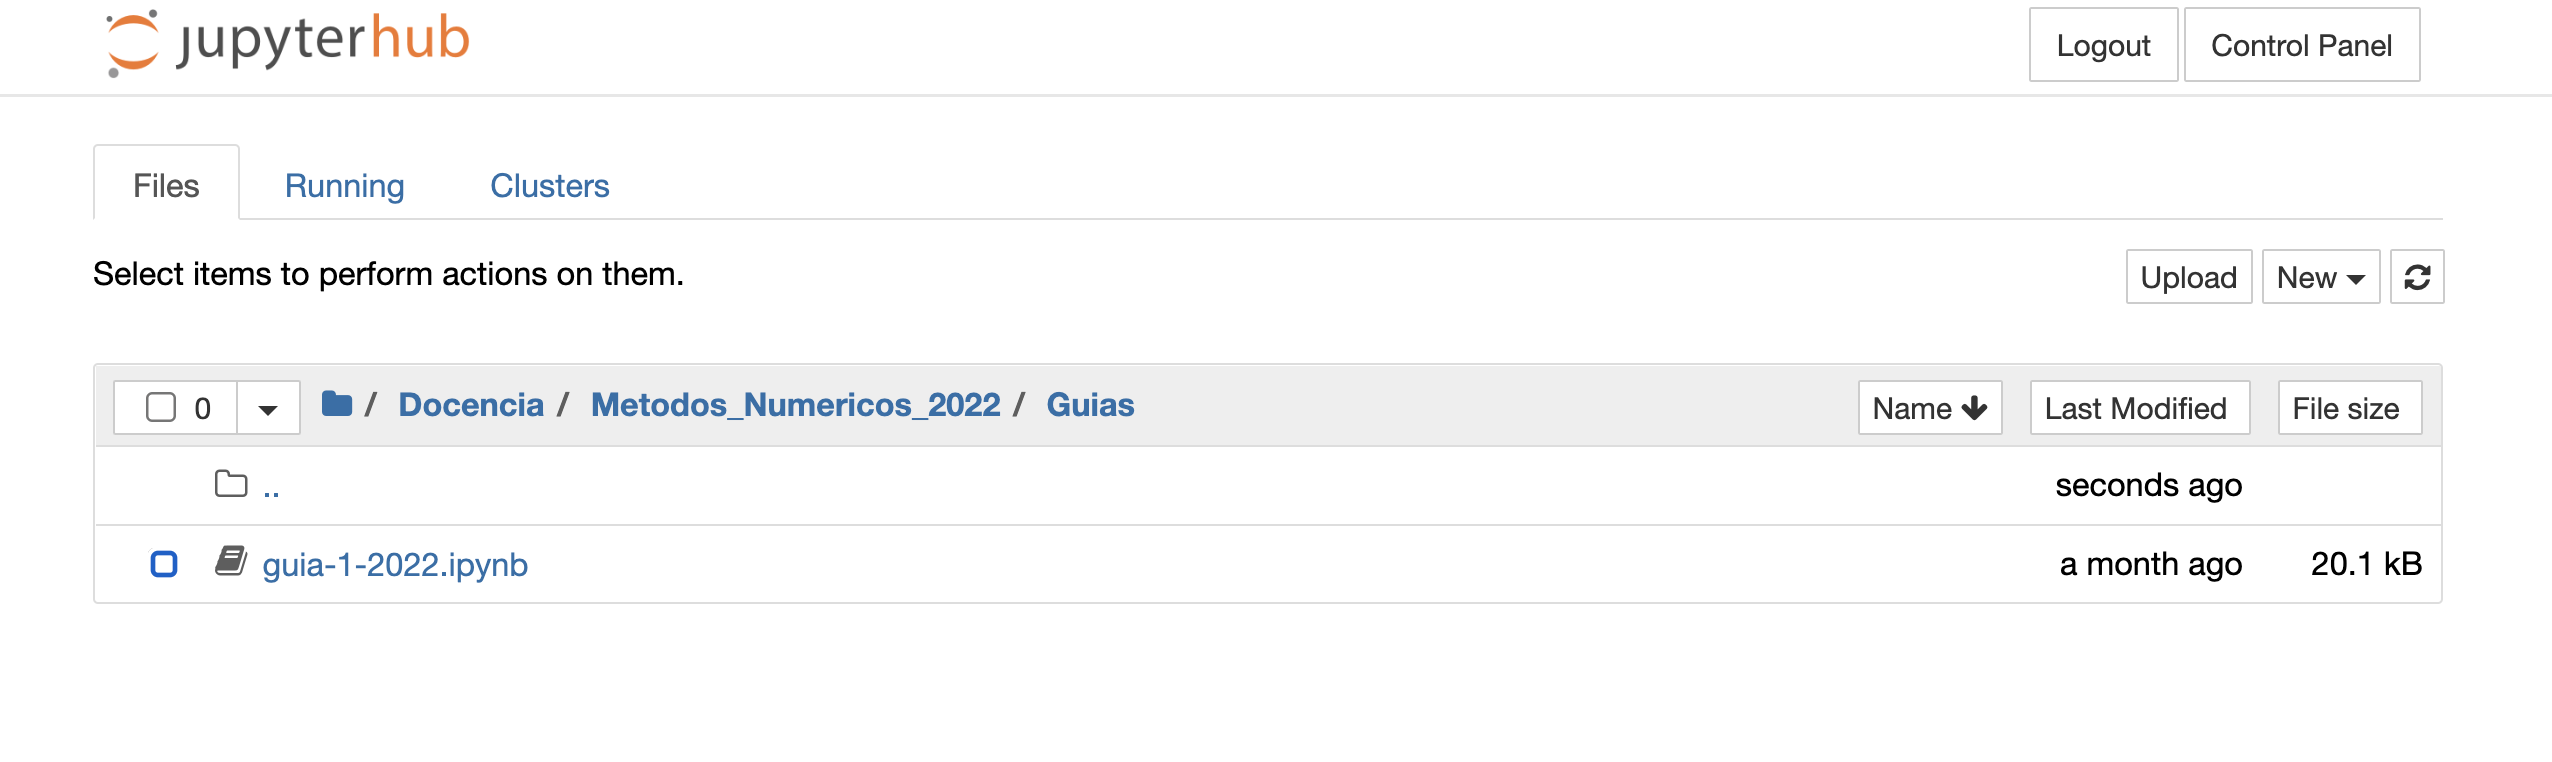 jupyterhub Logout Control Panel
Files Running Clusters
Select items to perform actions on them. Upload New
0 / Docencia / Metodos_Numericos_2022 / Guias Name Last Modified File size
.. seconds ago
guia-1-2022.ipynb a month ago 20.1 kB